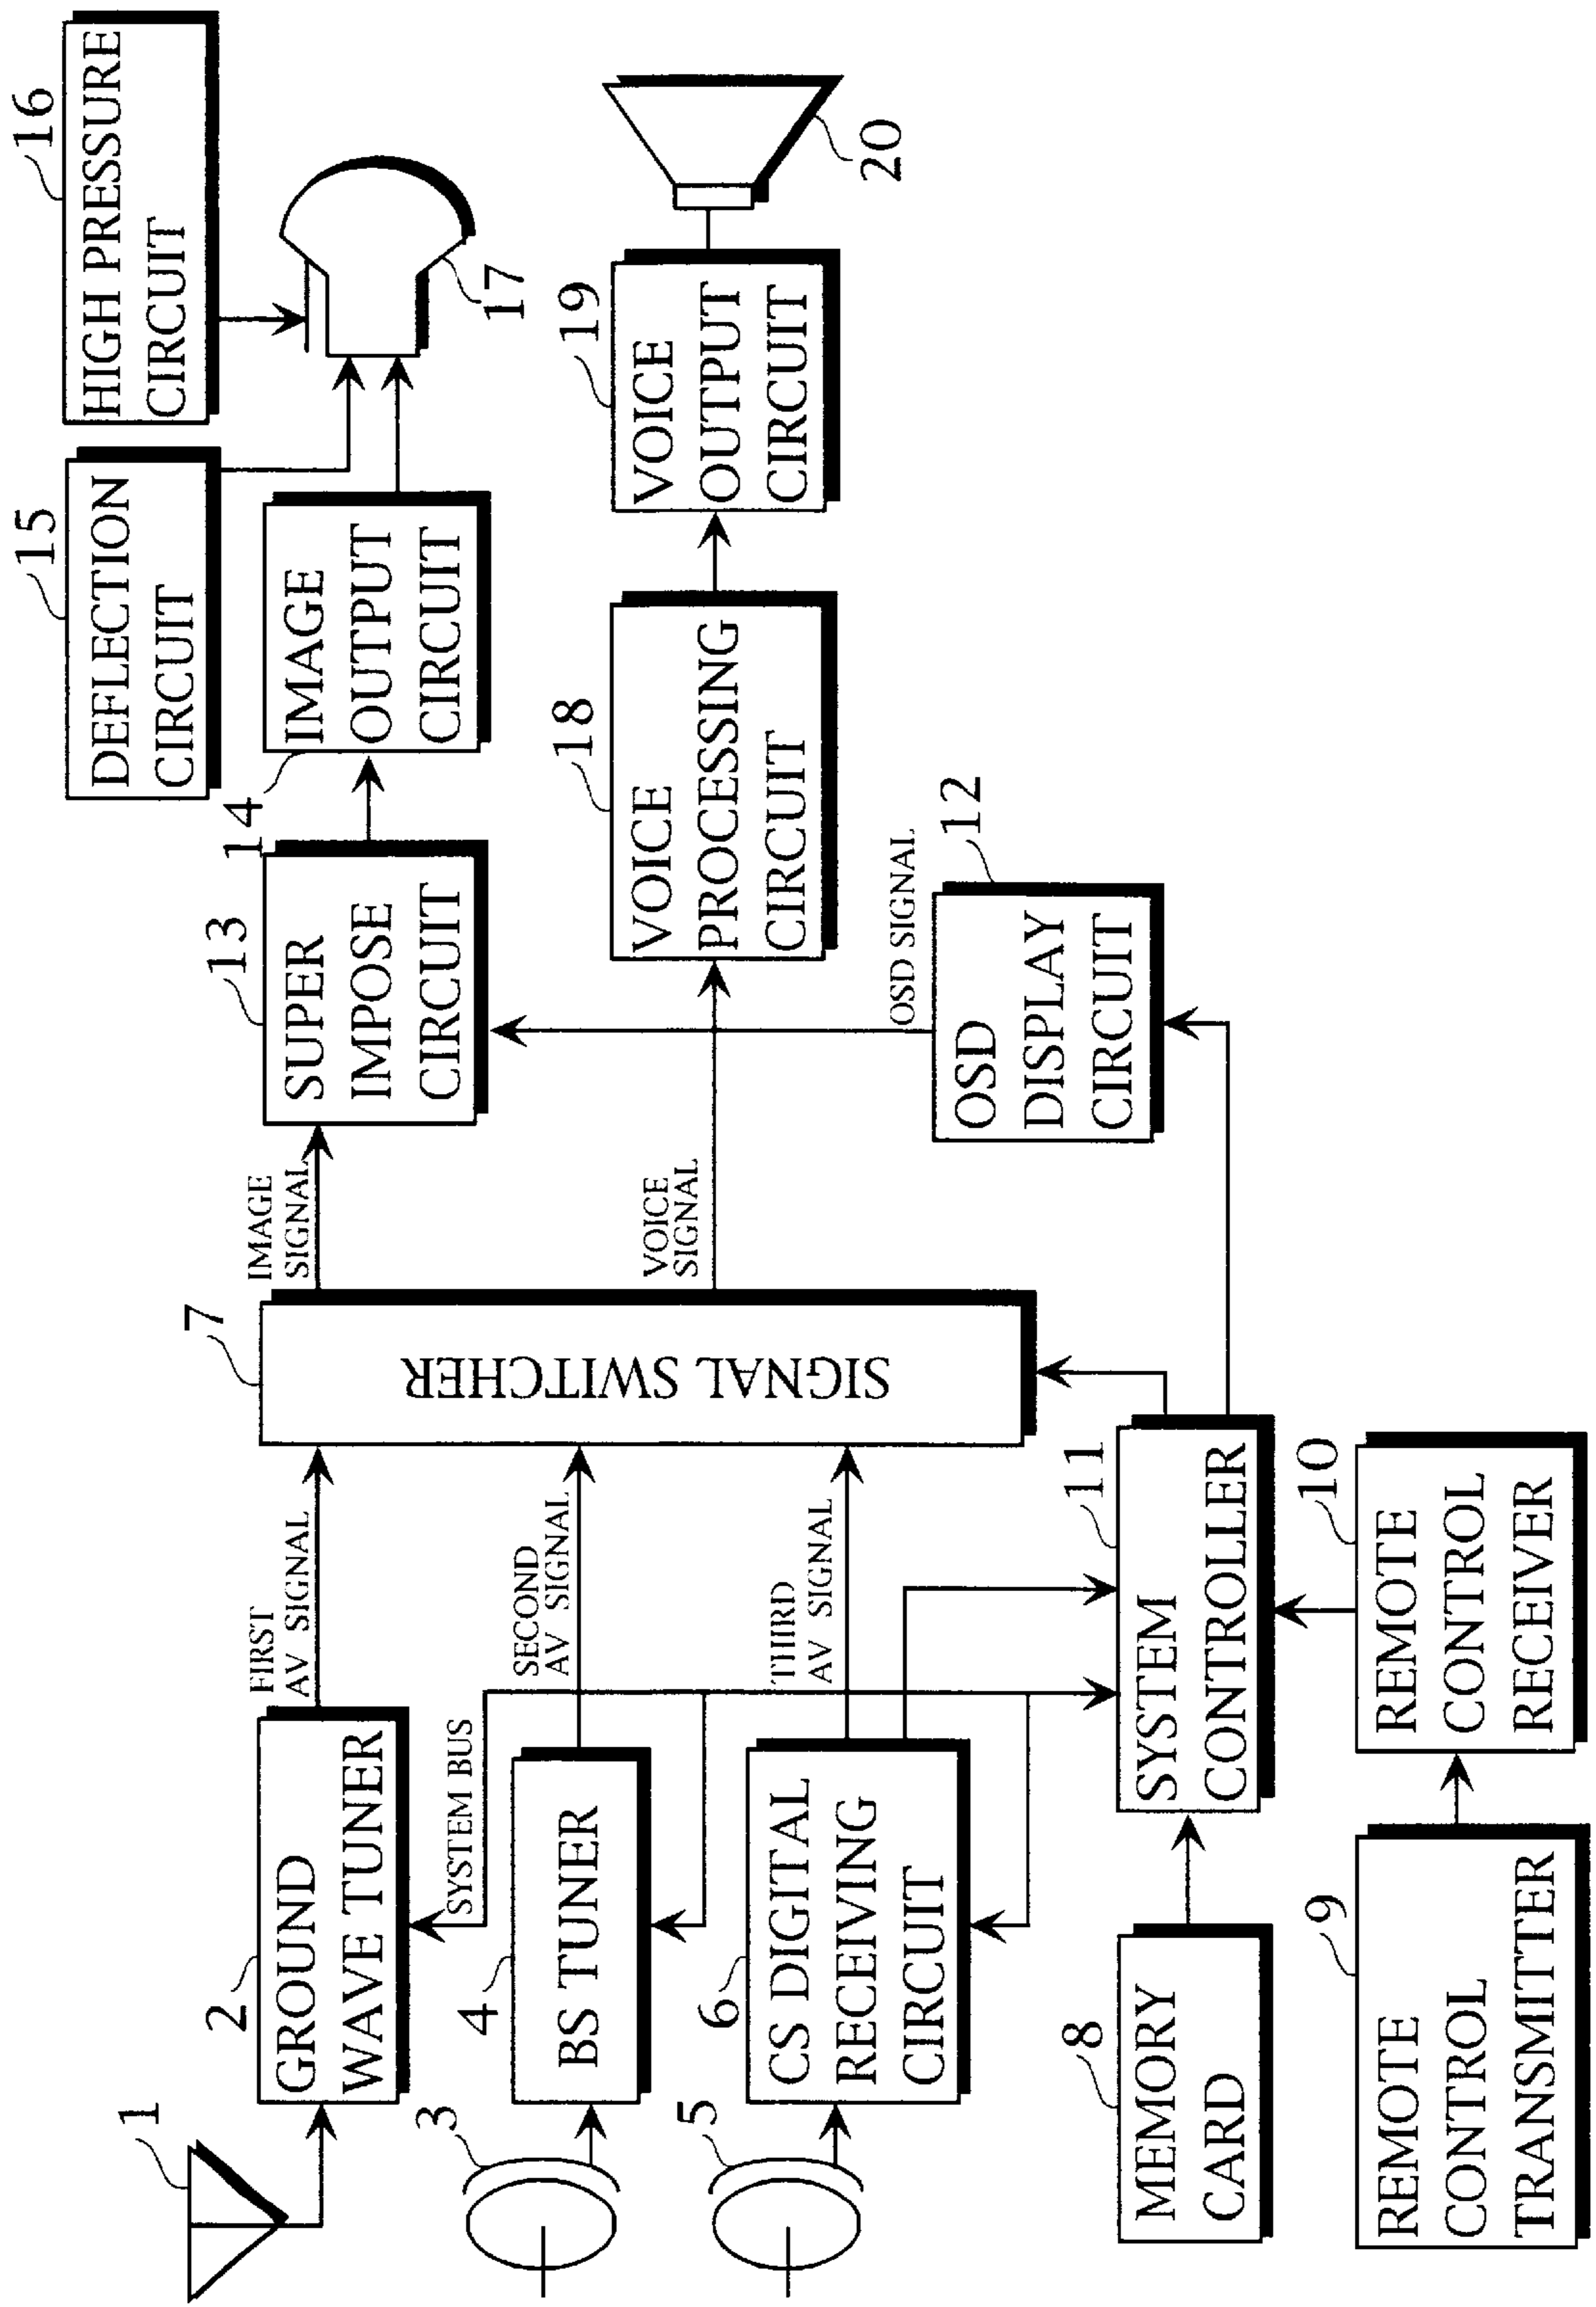 1
2
GROUND
WAVE TUNER
FIRST
AV SIGNAL
7
SIGNAL SWITCHER
IMAGE
SIGNAL
13
SUPER
IMPOSE
CIRCUIT
14
IMAGE
OUTPUT
CIRCUIT
15
DEFLECTION
CIRCUIT
16
HIGH PRESSURE
CIRCUIT
17
SYSTEM BUS
3
4
BS TUNER
SECOND
AV SIGNAL
VOICE
SIGNAL
18
VOICE
PROCESSING
CIRCUIT
19
VOICE
OUTPUT
CIRCUIT
20
5
6
CS DIGITAL
RECEIVING
CIRCUIT
THIRD
AV SIGNAL
OSD SIGNAL
12
OSD
DISPLAY
CIRCUIT
8
MEMORY
CARD
11
SYSTEM
CONTROLLER
9
REMOTE
CONTROL
TRANSMITTER
10
REMOTE
CONTROL
RECEIVER